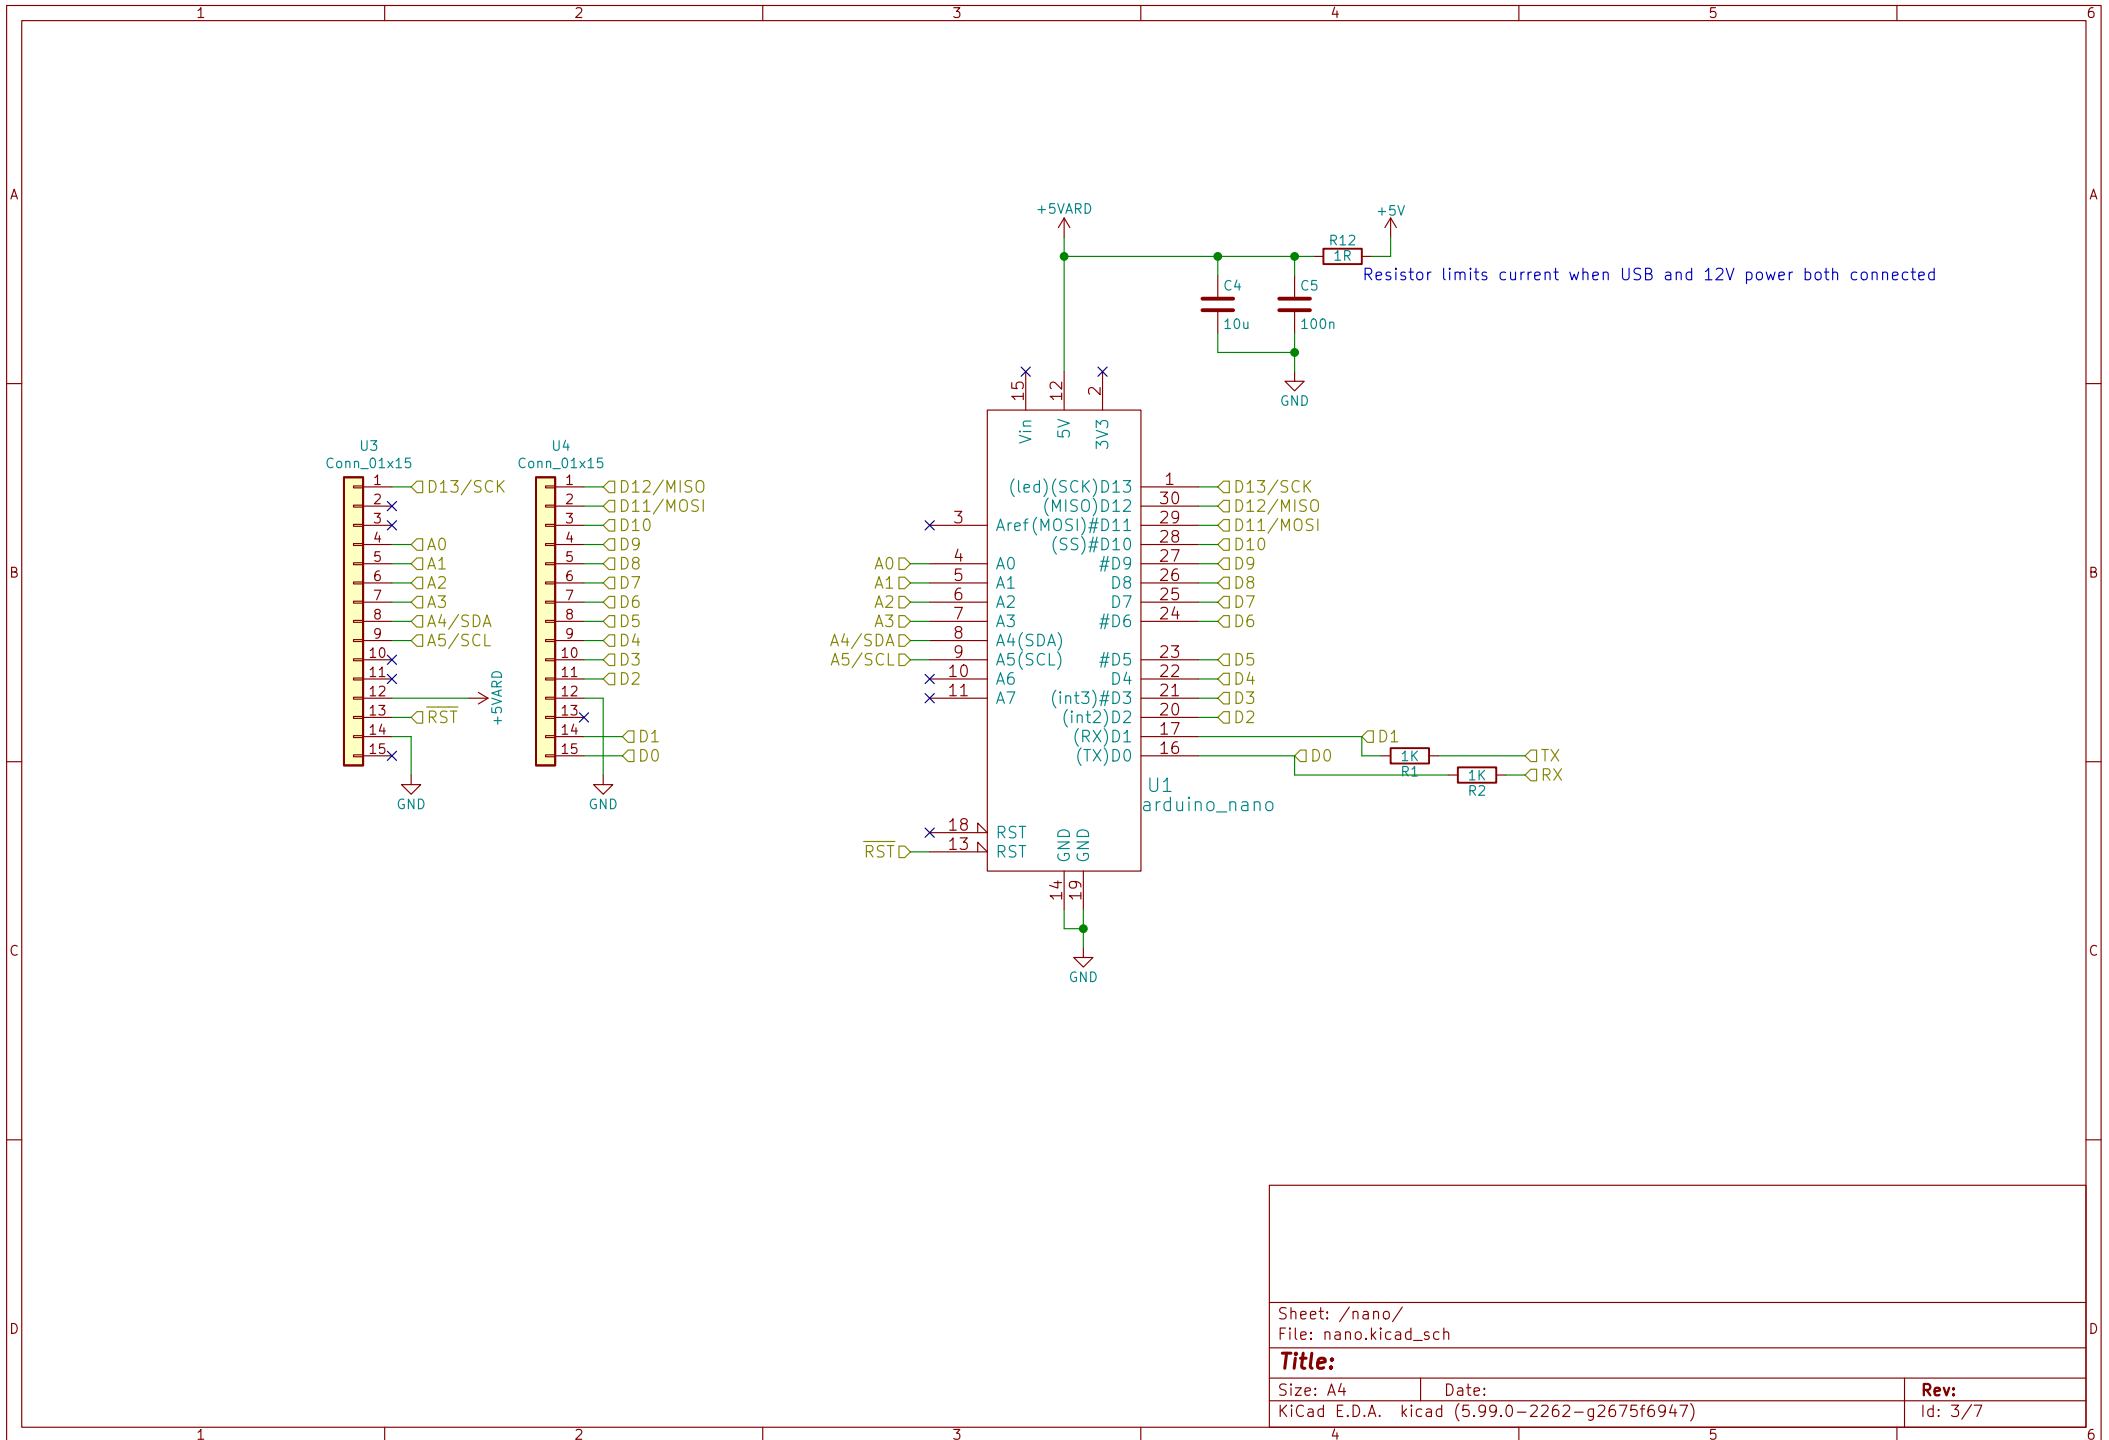 1 2 3 4 5 6
A A
+5VARD
+5V
R12
1R
Resistor limits current when USB and 12V power both connected
C4
10u
C5
100n
GND
15 12 2
Vin 5V 3V3
U3
Conn_01x15
1 D13/SCK
2
3
4 A0
5 A1
6 A2
7 A3
8 A4/SDA
9 A5/SCL
10
11
12 +5VARD
13 RST
14
15
GND
U4
Conn_01x15
1 D12/MISO
2 D11/MOSI
3 D10
4 D9
5 D8
6 D7
7 D6
8 D5
9 D4
10 D3
11 D2
12
13
14 D1
15 D0
GND
B B
(led)(SCK)D13 1 D13/SCK
(MISO)D12 30 D12/MISO
3 Aref(MOSI)#D11 29 D11/MOSI
(SS)#D10 28 D10
A0 4 A0 #D9 27 D9
A1 5 A1 D8 26 D8
A2 6 A2 D7 25 D7
A3 7 A3 #D6 24 D6
A4/SDA 8 A4(SDA)
A5/SCL 9 A5(SCL) #D5 23 D5
10 A6 D4 22 D4
11 A7 (int3)#D3 21 D3
(int2)D2 20 D2
(RX)D1 17 D1
(TX)D0 16 D0
1K
R1
TX
1K
R2
RX
U1
arduino_nano
18 RST
RST 13 RST
GND GND
14 19
GND
C C
D D
Sheet: /nano/
File: nano.kicad_sch
Title:
Size: A4 Date: Rev:
KiCad E.D.A. kicad (5.99.0-2262-g2675f6947) Id: 3/7
1 2 3 4 5 6